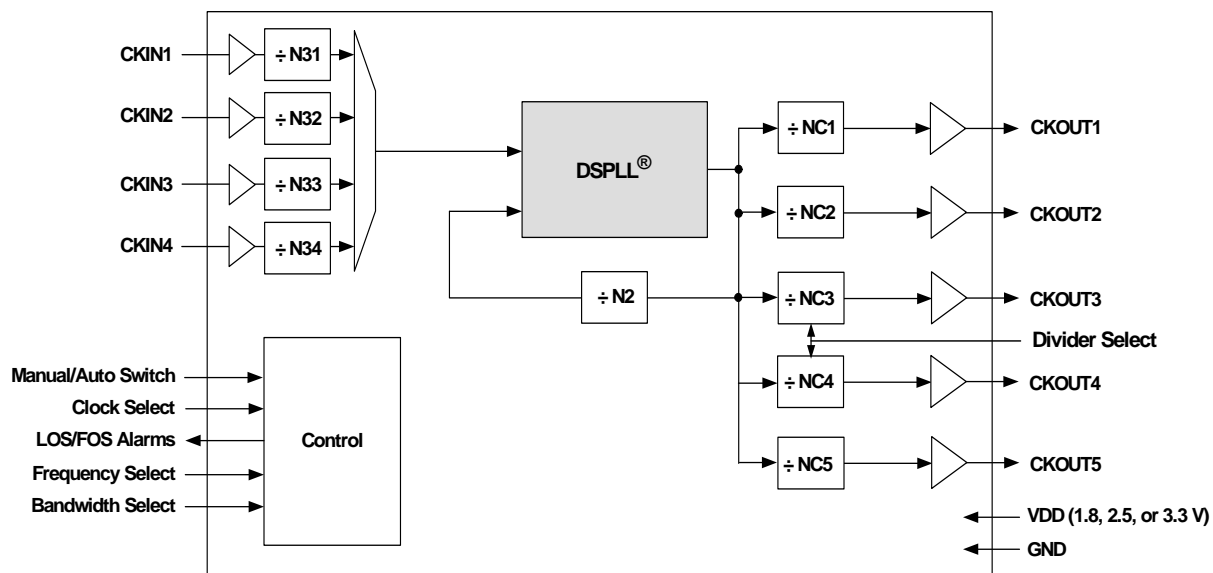 CKIN1
÷ N31
CKIN2
÷ N32
CKIN3
÷ N33
CKIN4
÷ N34
DSPLL®
÷ N2
÷ NC1
CKOUT1
÷ NC2
CKOUT2
÷ NC3
CKOUT3
Divider Select
÷ NC4
CKOUT4
÷ NC5
CKOUT5
Manual/Auto Switch
Clock Select
LOS/FOS Alarms
Frequency Select
Bandwidth Select
Control
VDD (1.8, 2.5, or 3.3 V)
GND